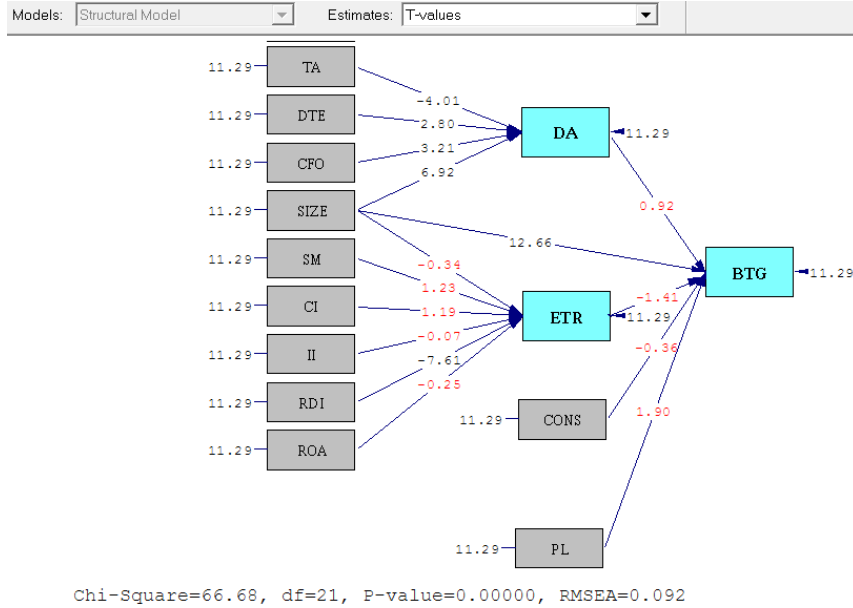 Models: Structural Model Estimates: T-values
11.29 TA
-4.01
11.29 DTE
2.80
DA 11.29
3.21
11.29 CFO
6.92
11.29 SIZE
0.92
12.66
11.29 SM
-0.34
BTG 11.29
1.23
11.29 CI
1.19
ETR 11.29
-1.41
-0.07
11.29 II
-7.61
-0.36
-0.25
11.29 RDI
1.90
11.29 CONS
11.29 ROA
11.29 PL
Chi-Square=66.68, df=21, P-value=0.00000, RMSEA=0.092